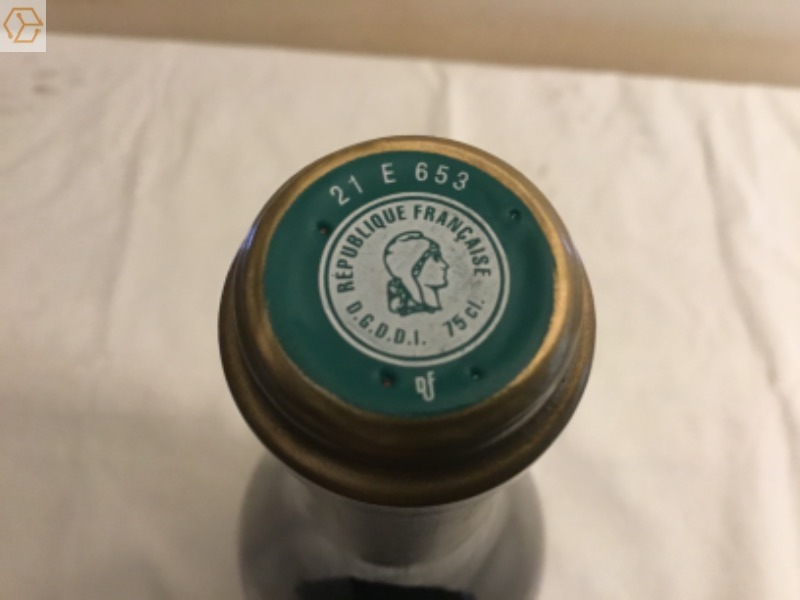 21 E 653
RÉPUBLIQUE FRANÇAISE
D.G.D.D.I. 75 cl.